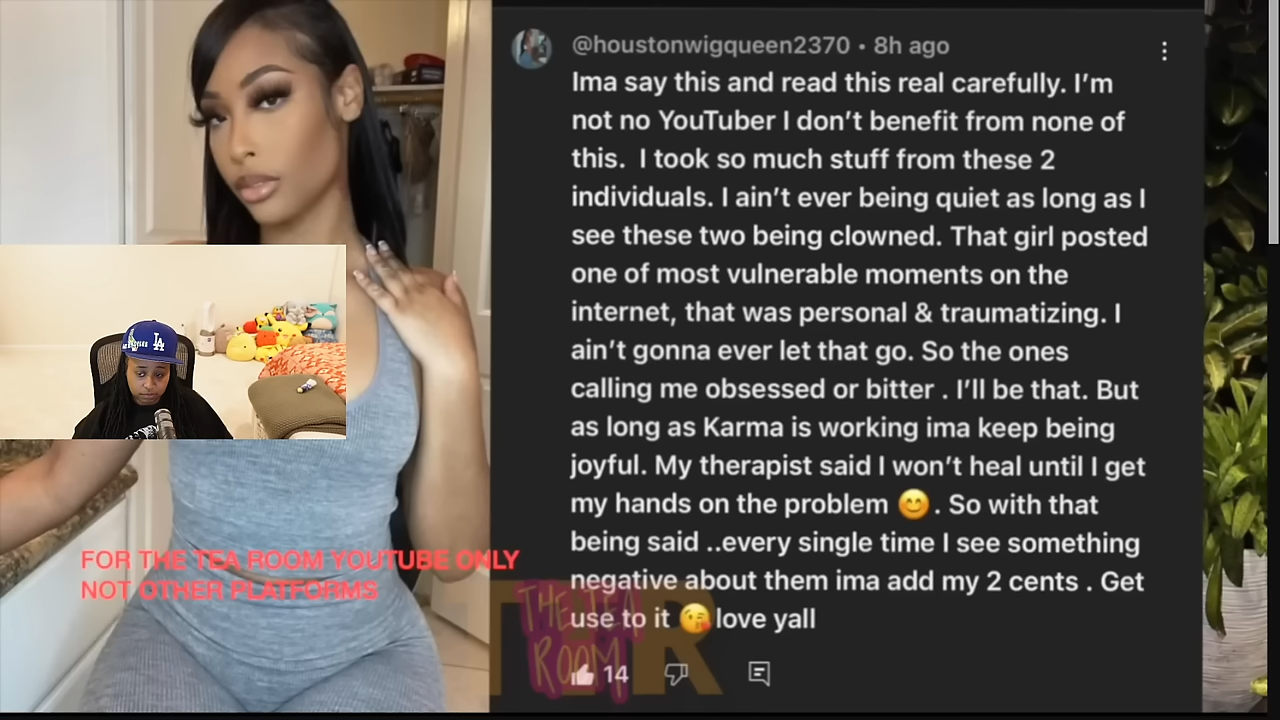 @houstonwigqueen2370 • 8h ago
Ima say this and read this real carefully. I’m
not no YouTuber I don’t benefit from none of
this.  I took so much stuff from these 2
individuals. I ain’t ever being quiet as long as I
see these two being clowned. That girl posted
one of most vulnerable moments on the
internet, that was personal & traumatizing. I
ain’t gonna ever let that go. So the ones
calling me obsessed or bitter . I’ll be that. But
as long as Karma is working ima keep being
joyful. My therapist said I won’t heal until I get
my hands on the problem 😊. So with that
being said ..every single time I see something
negative about them ima add my 2 cents . Get
use to it 😘love yall
14
FOR THE TEA ROOM YOUTUBE ONLY
NOT OTHER PLATFORMS
THE TEA
ROOM
LA